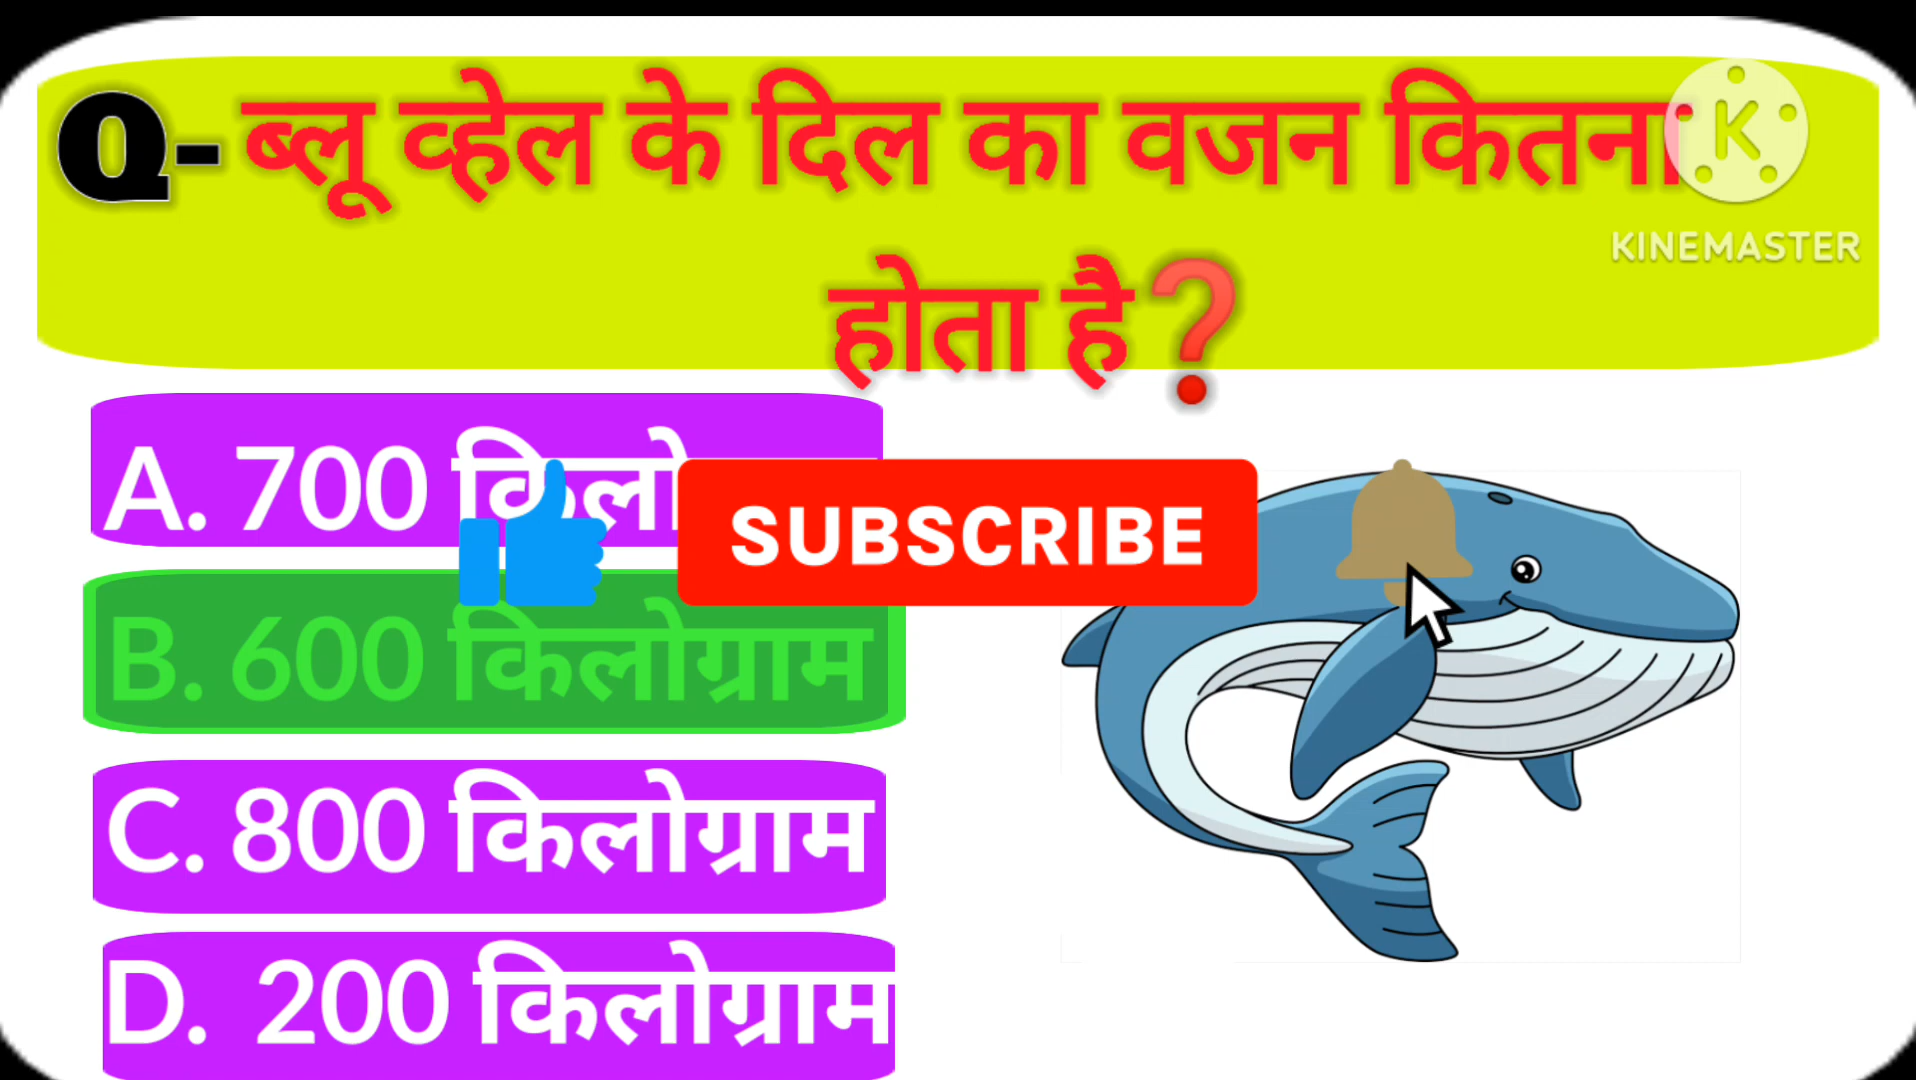 Q- ब्लू व्हेल के दिल का वजन कितना
होता है❓
K
KINEMASTER
A. 700
SUBSCRIBE
B. 600 किलोग्राम
C. 800 किलोग्राम
D. 200 किलोग्राम